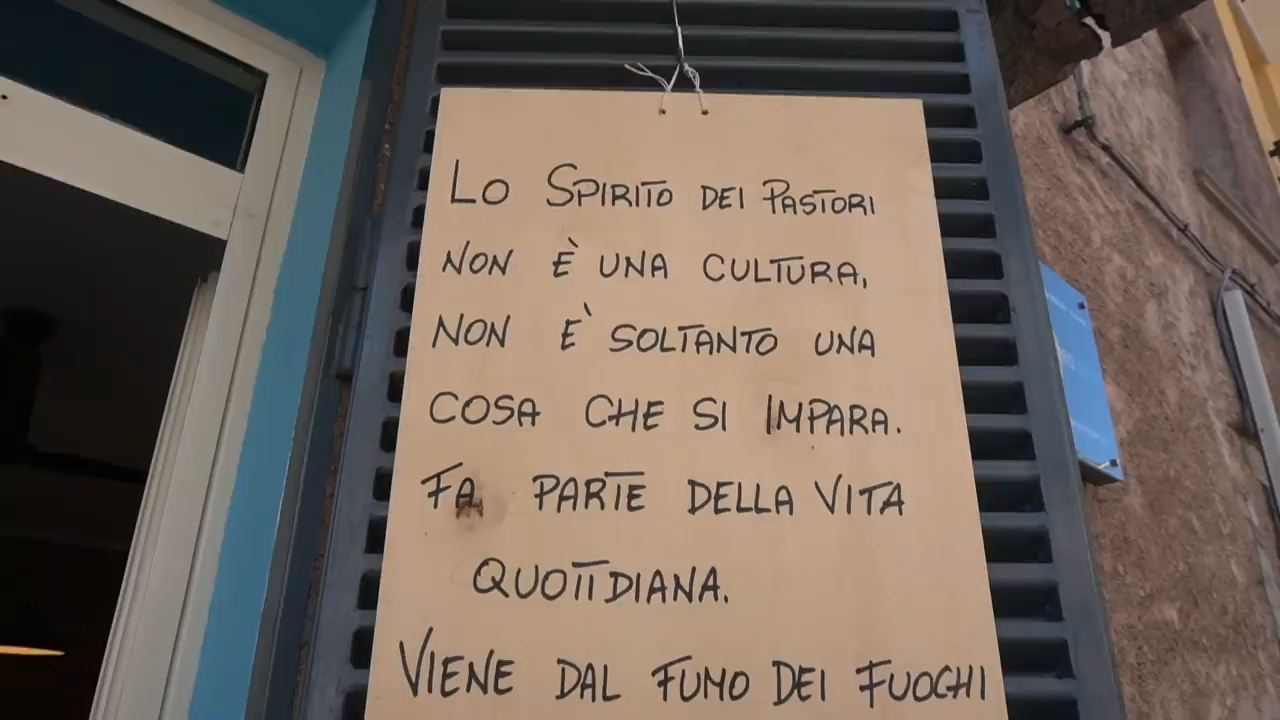 LO SPIRITO DEI PASTORI
NON È UNA CULTURA,
NON È SOLTANTO UNA
COSA CHE SI IMPARA.
FA PARTE DELLA VITA
QUOTIDIANA.
VIENE DAL FUMO DEI FUOCHI